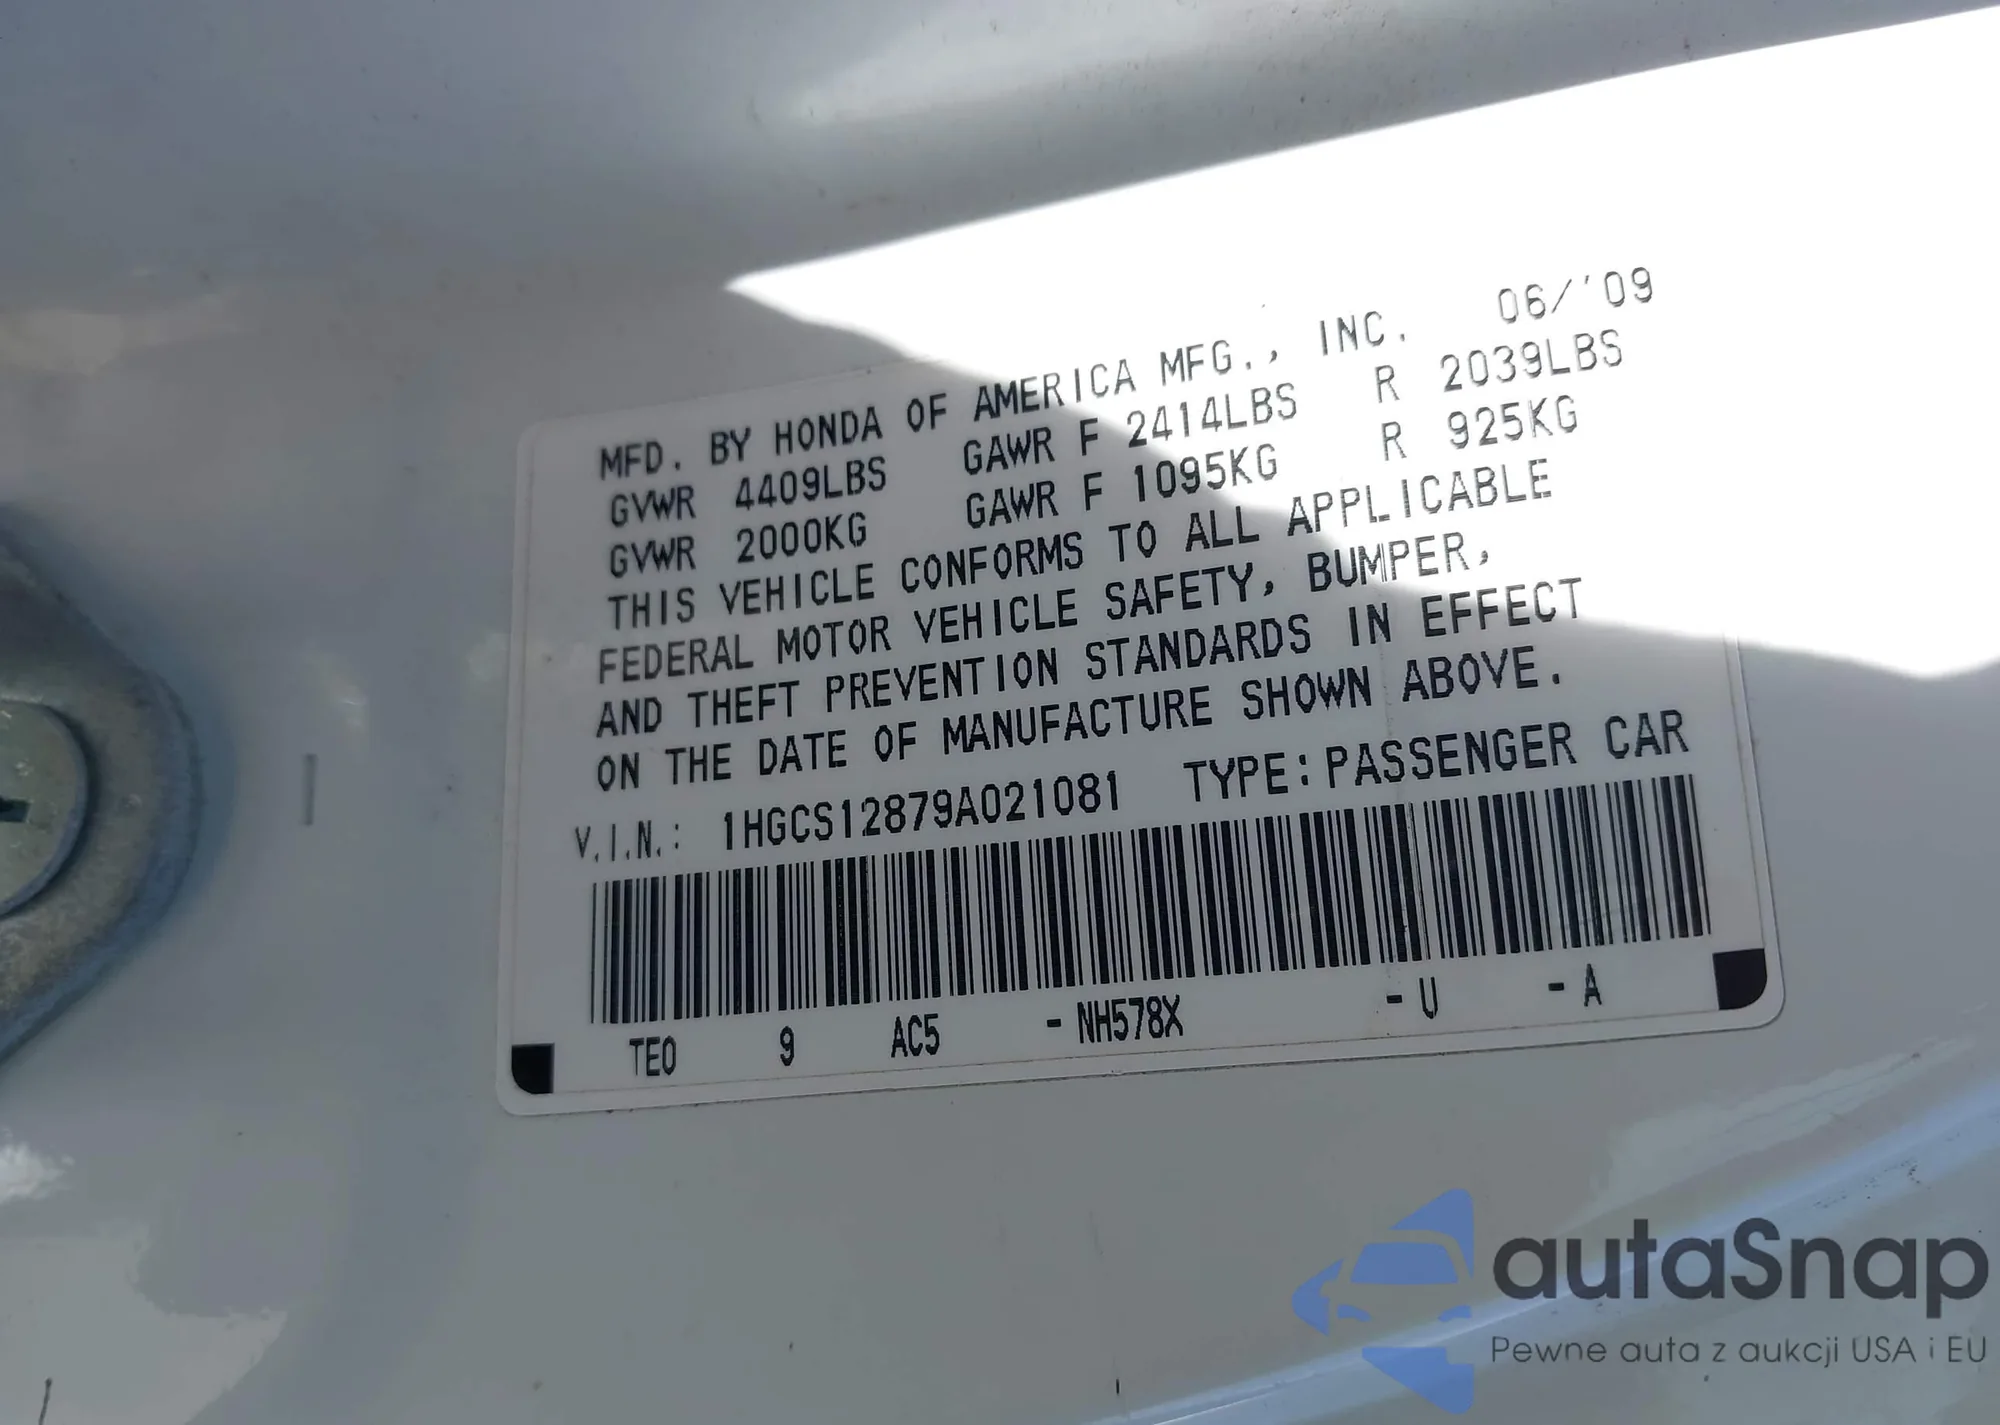 MFD. BY HONDA OF AMERICA MFG., INC. 06/'09
GVWR 4409LBS GAWR F 2414LBS R 2039LBS
GVWR 2000KG GAWR F 1095KG R 925KG
THIS VEHICLE CONFORMS TO ALL APPLICABLE
FEDERAL MOTOR VEHICLE SAFETY, BUMPER,
AND THEFT PREVENTION STANDARDS IN EFFECT
ON THE DATE OF MANUFACTURE SHOWN ABOVE.
V.I.N.: 1HGCS12879A021081 TYPE:PASSENGER CAR
TE0 9 AC5 -NH578X -U -A
autaSnap
Pewne auta z aukcji USA i EU